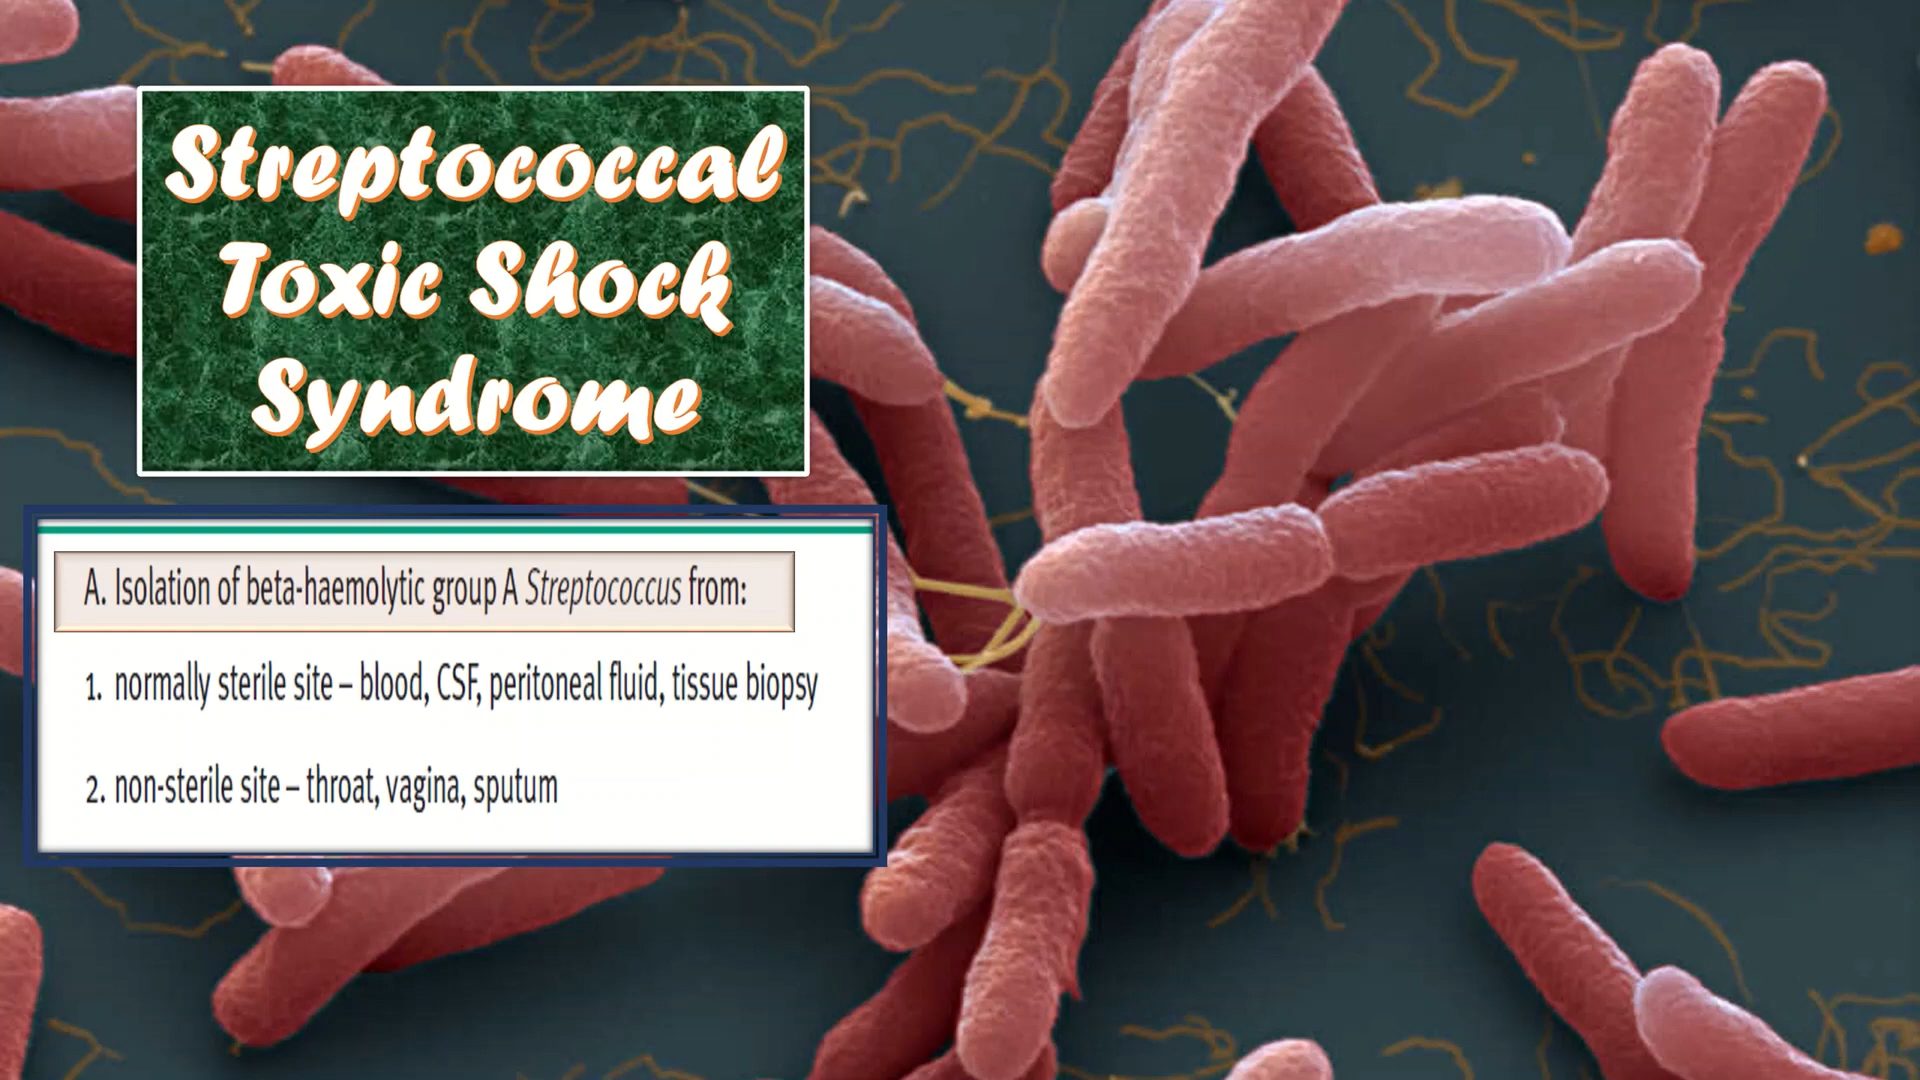 Streptococcal
Toxic Shock
Syndrome
A. Isolation of beta-haemolytic group A Streptococcus from:
1. normally sterile site – blood, CSF, peritoneal fluid, tissue biopsy
2. non-sterile site – throat, vagina, sputum